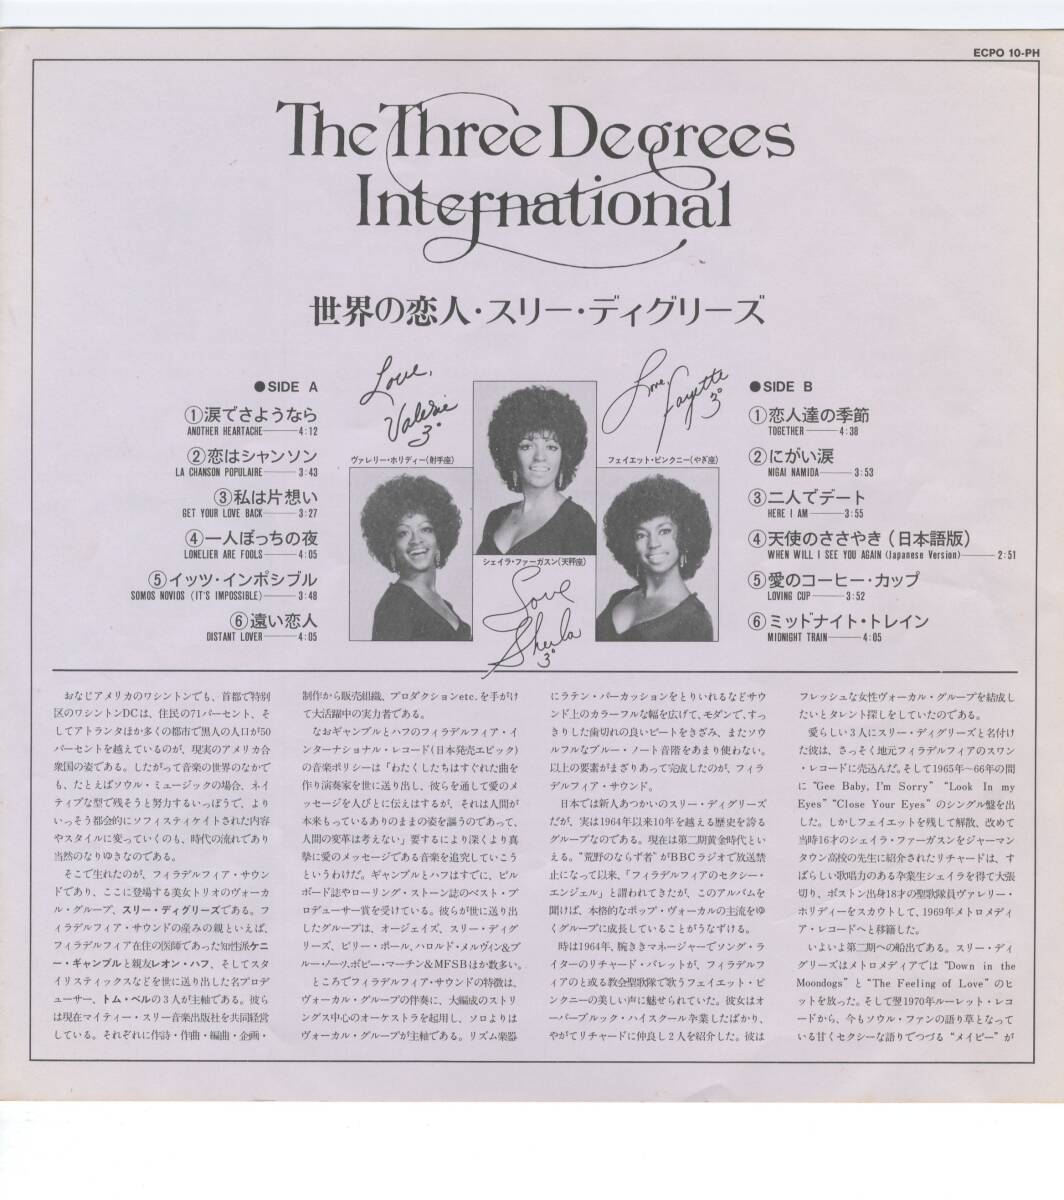 ECPO 10-PH
The Three Degrees
International
世界の恋人・スリー・ディグリーズ
●SIDE A
①涙でさようなら
ANOTHER HEARTACHE——4:12
②恋はシャンソン
LA CHANSON POPULAIRE——3:43
③私は片想い
GET YOUR LOVE BACK——3:27
④一人ぼっちの夜
LONELIER ARE FOOLS——4:05
⑤イッツ・インポシブル
SOMOS NOVIOS (IT'S IMPOSSIBLE)——3:48
⑥遠い恋人
DISTANT LOVER——4:05
Love,
Valerie
3°
ヴァレリー・ホリディー(射手座)
シェイラ・ファーガスン(天秤座)
Love
Sheila
3°
Love,
Fayette
3°
フェイエット・ピンクニー(やぎ座)
●SIDE B
①恋人達の季節
TOGETHER——4:38
②にがい涙
NIGAI NAMIDA——3:53
③二人でデート
HERE I AM——3:55
④天使のささやき(日本語版)
WHEN WILL I SEE YOU AGAIN (Japanese Version)——2:51
⑤愛のコーヒー・カップ
LOVING CUP——3:52
⑥ミッドナイト・トレイン
MIDNIGHT TRAIN——4:05
おなじアメリカのワシントンでも、首都で特別
区のワシントンDCは、住民の71パーセント、そ
してアトランタほか多くの都市で黒人の人口が50
パーセントを越えているのが、現実のアメリカ合
衆国の姿である。したがって音楽の世界のなかで
も、たとえばソウル・ミュージックの場合、ネイ
ティブな型で残そうと努力するいっぽうで、より
いっそう都会的にソフィスティケイトされた内容
やスタイルに変っていくのも、時代の流れであり
当然のなりゆきなのである。
そこで生れたのが、フィラデルフィア・サウン
ドであり、ここに登場する美女トリオのヴォーカ
ル・グループ、スリー・ディグリーズである。フ
ィラデルフィア・サウンドの産みの親といえば、
フィラデルフィア在住の医師であった知性派ケニ
ー・ギャンブルと親友レオン・ハフ、そしてスタ
イリスティックスなどを世に送り出した名プロデ
ューサー、トム・ベルの3人が主軸である。彼ら
は現在マイティー・スリー音楽出版社を共同経営
している。それぞれに作詩・作曲・編曲・企画・
制作から販売組織、プロダクションetc.を手がけ
て大活躍中の実力者である。
なおギャンブルとハフのフィラデルフィア・イ
ンターナショナル・レコード(日本発売エピック)
の音楽ポリシーは「わたくしたちはすぐれた曲を
作り演奏家を世に送り出し、彼らを通して愛のメ
ッセージを人びとに伝えはするが、それは人間が
本来もっているありのままの姿を謳うのであって、
人間の変革は考えない」要するにより深くより真
摯に愛のメッセージである音楽を追究していこう
というわけだ。ギャンブルとハフはすでに、ビル
ボード誌やローリング・ストーン誌のベスト・プ
ロデューサー賞を受けている。彼らが世に送り出
したグループは、オージェイズ、スリー・ディグ
リーズ、ビリー・ポール、ハロルド・メルヴィン&ブ
ルー・ノーツ、ボビー・マーチン&MFSBほか数多い。
ところでフィラデルフィア・サウンドの特徴は、
ヴォーカル・グループの伴奏に、大編成のストリ
ングス中心のオーケストラを起用し、ソロよりは
ヴォーカル・グループが主軸である。リズム楽器
にラテン・パーカッションをとりいれるなどサウ
ンド上のカラーフルな幅を広げて、モダンで、すっ
きりした歯切れの良いビートをきざみ、またソウ
ルフルなブルー・ノート音階をあまり使わない。
以上の要素がまざりあって完成したのが、フィラ
デルフィア・サウンド。
日本では新人あつかいのスリー・ディグリーズ
だが、実は1964年以来10年を越える歴史を誇る
グループなのである。現在は第二期黄金時代とい
える。“荒野のならず者”がBBCラジオで放送禁
止になって以来、「フィラデルフィアのセクシー・
エンジェル」と謂われてきたが、このアルバムを
聞けば、本格的なポップ・ヴォーカルの主流をゆ
くグループに成長していることがうなずける。
時は1964年、腕ききマネージャーでソング・ラ
イターのリチャード・バレットが、フィラデルフ
ィアのと或る教会聖歌隊で歌うフェイエット・ピ
ンクニーの美しい声に魅せられていた。彼女はオ
ーバーブルック・ハイスクール卒業したばかり、
やがてリチャードに仲良し2人を紹介した。彼は
フレッシュな女性ヴォーカル・グループを結成し
たいとタレント探しをしていたのである。
愛らしい3人にスリー・ディグリーズと名付け
た彼は、さっそく地元フィラデルフィアのスワン
・レコードに売込んだ。そして1965年〜66年の間
に “Gee Baby, I'm Sorry” “Look In my
Eyes” “Close Your Eyes” のシングル盤を出
した。しかしフェイエットを残して解散、改めて
当時16才のシェイラ・ファーガスンをジャーマン
タウン高校の先生に紹介されたリチャードは、す
ばらしい歌唱力のある卒業生シェイラを得て大張
切り、ボストン出身18才の聖歌隊員ヴァレリー・
ホリディーをスカウトして、1969年メトロメディ
ア・レコードへと移籍した。
いよいよ第二期への船出である。スリー・ディ
グリーズはメトロメディアでは “Down in the
Moondogs” と “The Feeling of Love” のヒ
ットを放った。そして翌1970年ルーレット・レコ
ードから、今もソウル・ファンの語り草となって
いる甘くセクシーな語りでつづる “メイビー” が